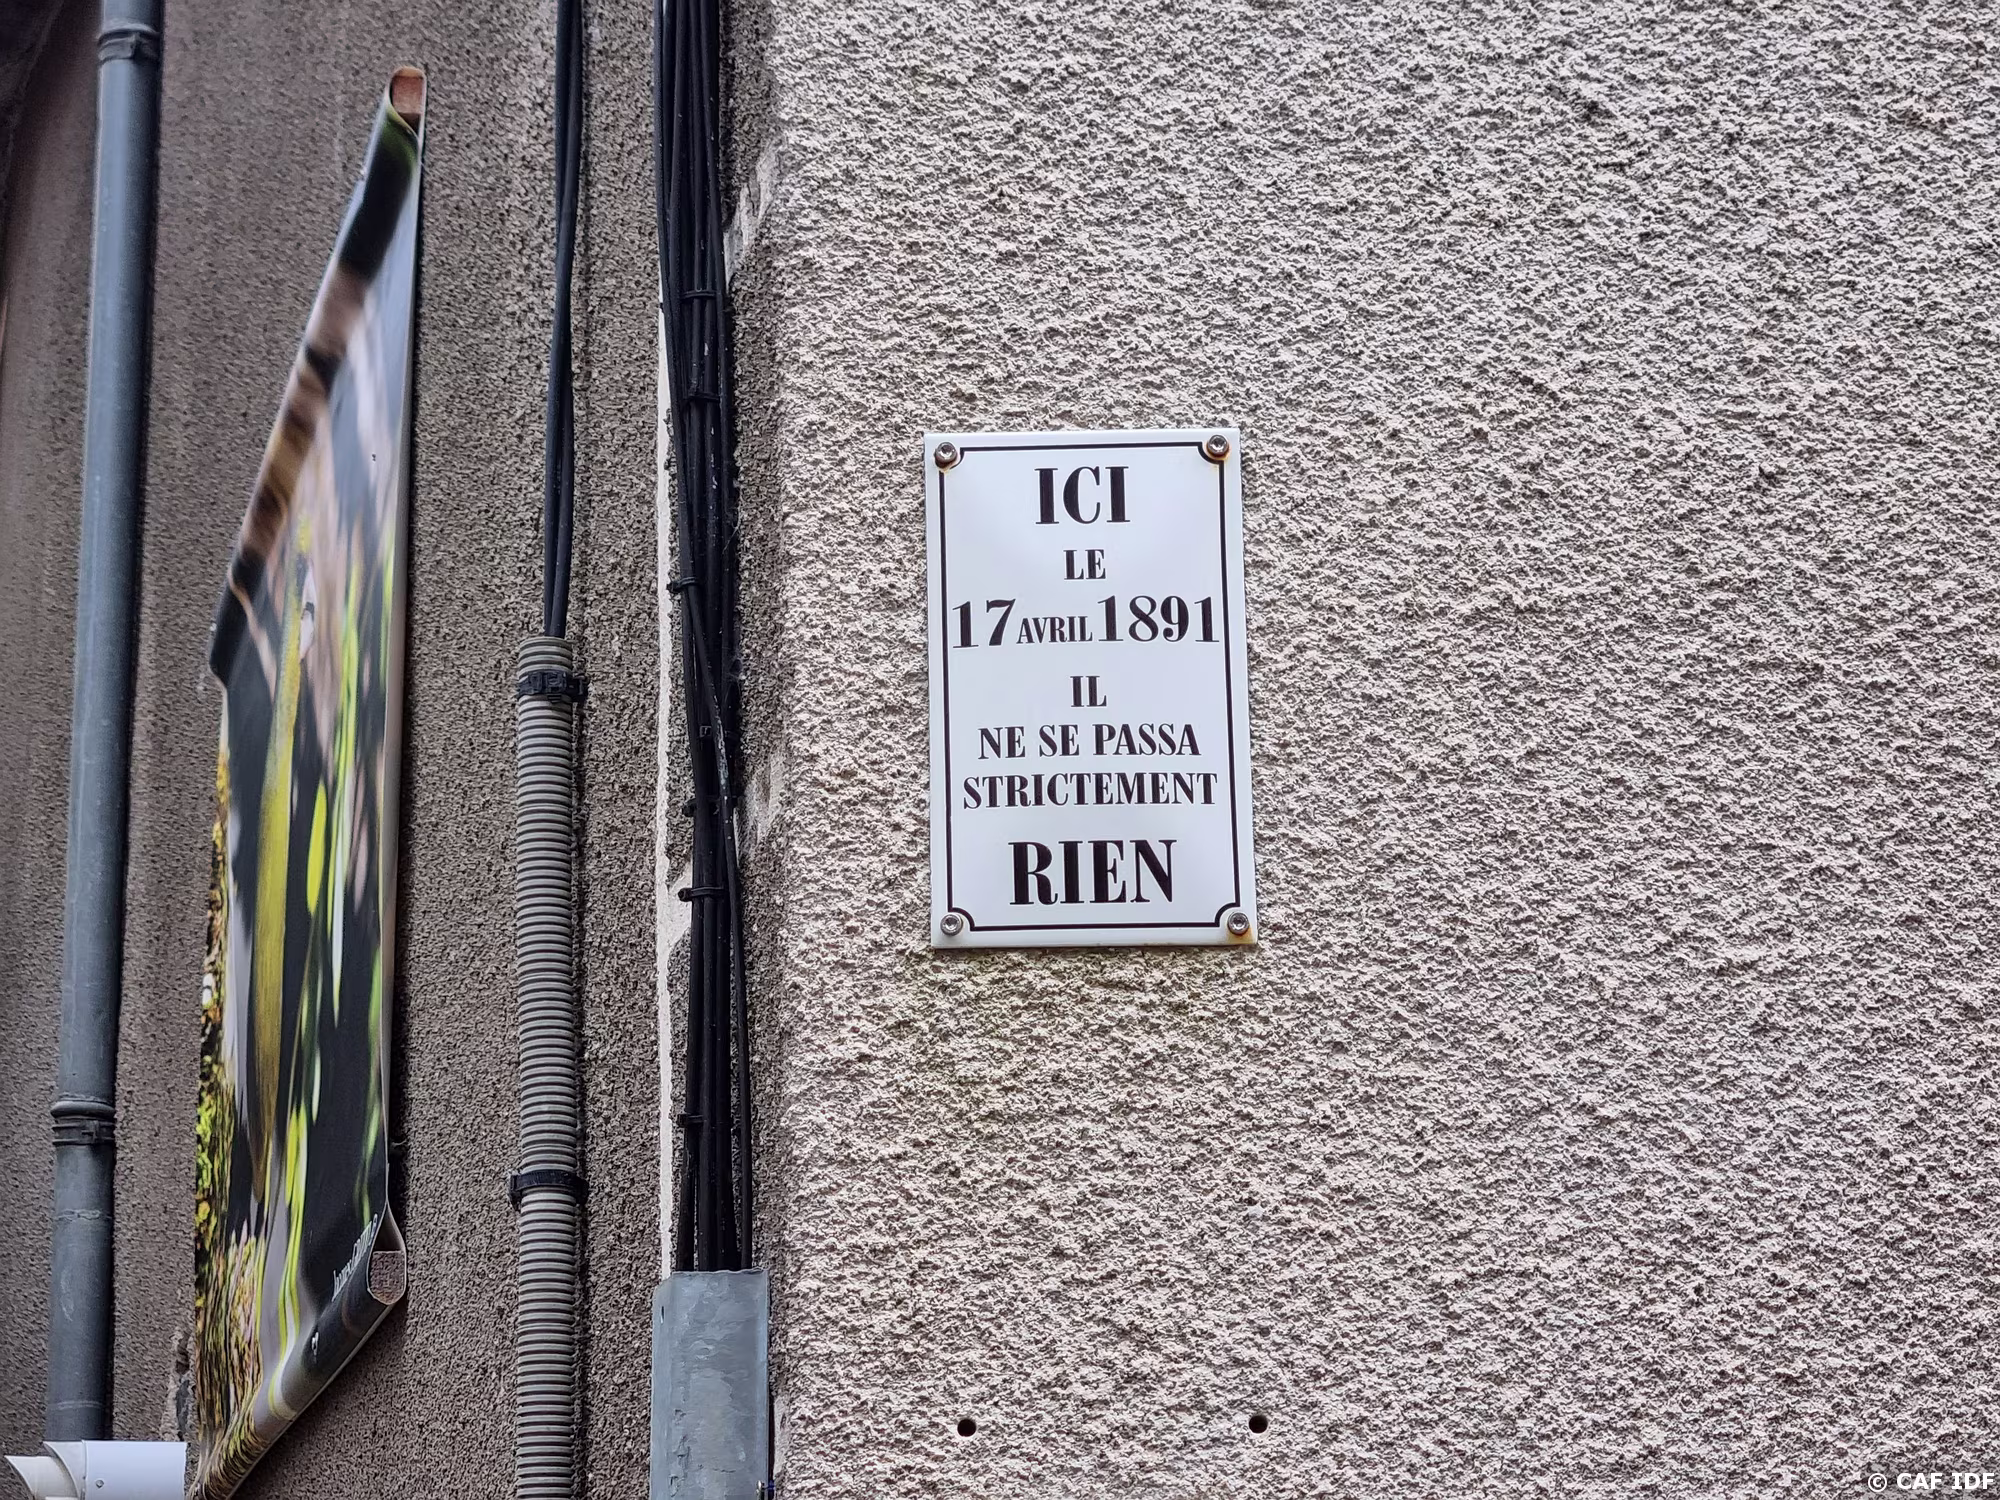 ICI
LE
17 AVRIL 1891
IL
NE SE PASSA
STRICTEMENT
RIEN
© CAF IDF